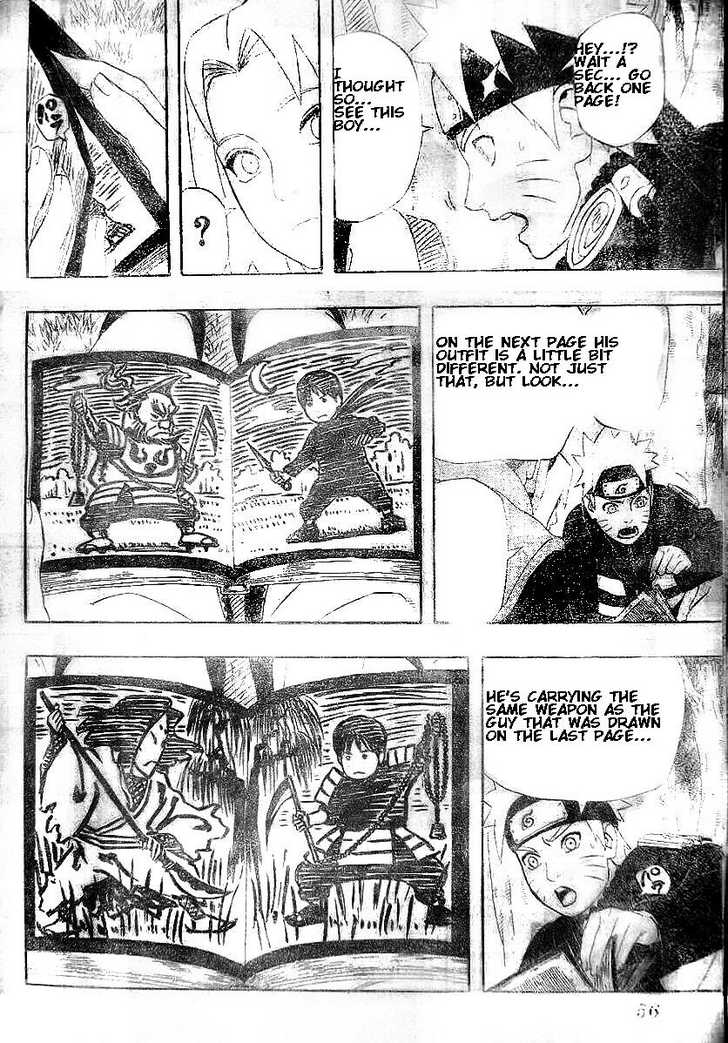 HEY...!?
WAIT A
SEC... GO
BACK ONE
PAGE!
I
THOUGHT
SO...
SEE THIS
BOY...
?
ON THE NEXT PAGE HIS
OUTFIT IS A LITTLE BIT
DIFFERENT. NOT JUST
THAT, BUT LOOK...
HE'S CARRYING THE
SAME WEAPON AS THE
GUY THAT WAS DRAWN
ON THE LAST PAGE...
56